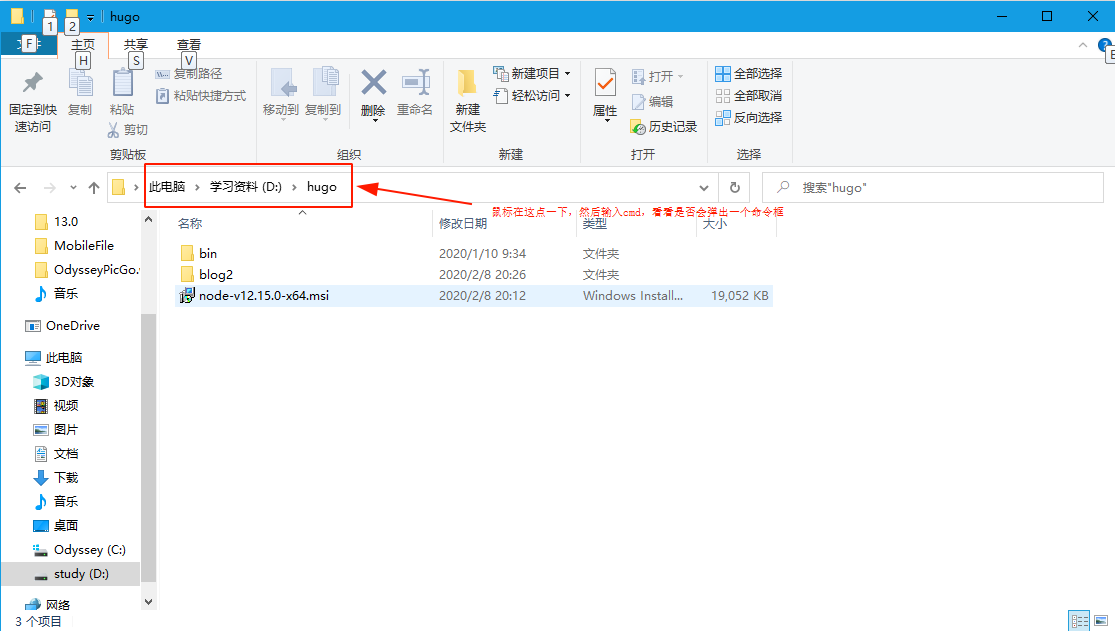 1 2 hugo
文件 F 主页 H 共享 S 查看 V
固定到快速访问
复制
粘贴
复制路径
粘贴快捷方式
剪切
剪贴板
移动到
复制到
删除
重命名
组织
新建
文件夹
新建项目
轻松访问
新建
属性
打开
编辑
历史记录
打开
全部选择
全部取消
反向选择
选择
此电脑 > 学习资料 (D:) > hugo
搜索"hugo"
鼠标在这点一下，然后输入cmd，看看是否会弹出一个命令框
13.0
MobileFile
OdysseyPicGo.
音乐
OneDrive
此电脑
3D对象
视频
图片
文档
下载
音乐
桌面
Odyssey (C:)
study (D:)
网络
名称 修改日期 类型 大小
bin 2020/1/10 9:34 文件夹
blog2 2020/2/8 20:26 文件夹
node-v12.15.0-x64.msi 2020/2/8 20:12 Windows Install... 19,052 KB
3 个项目